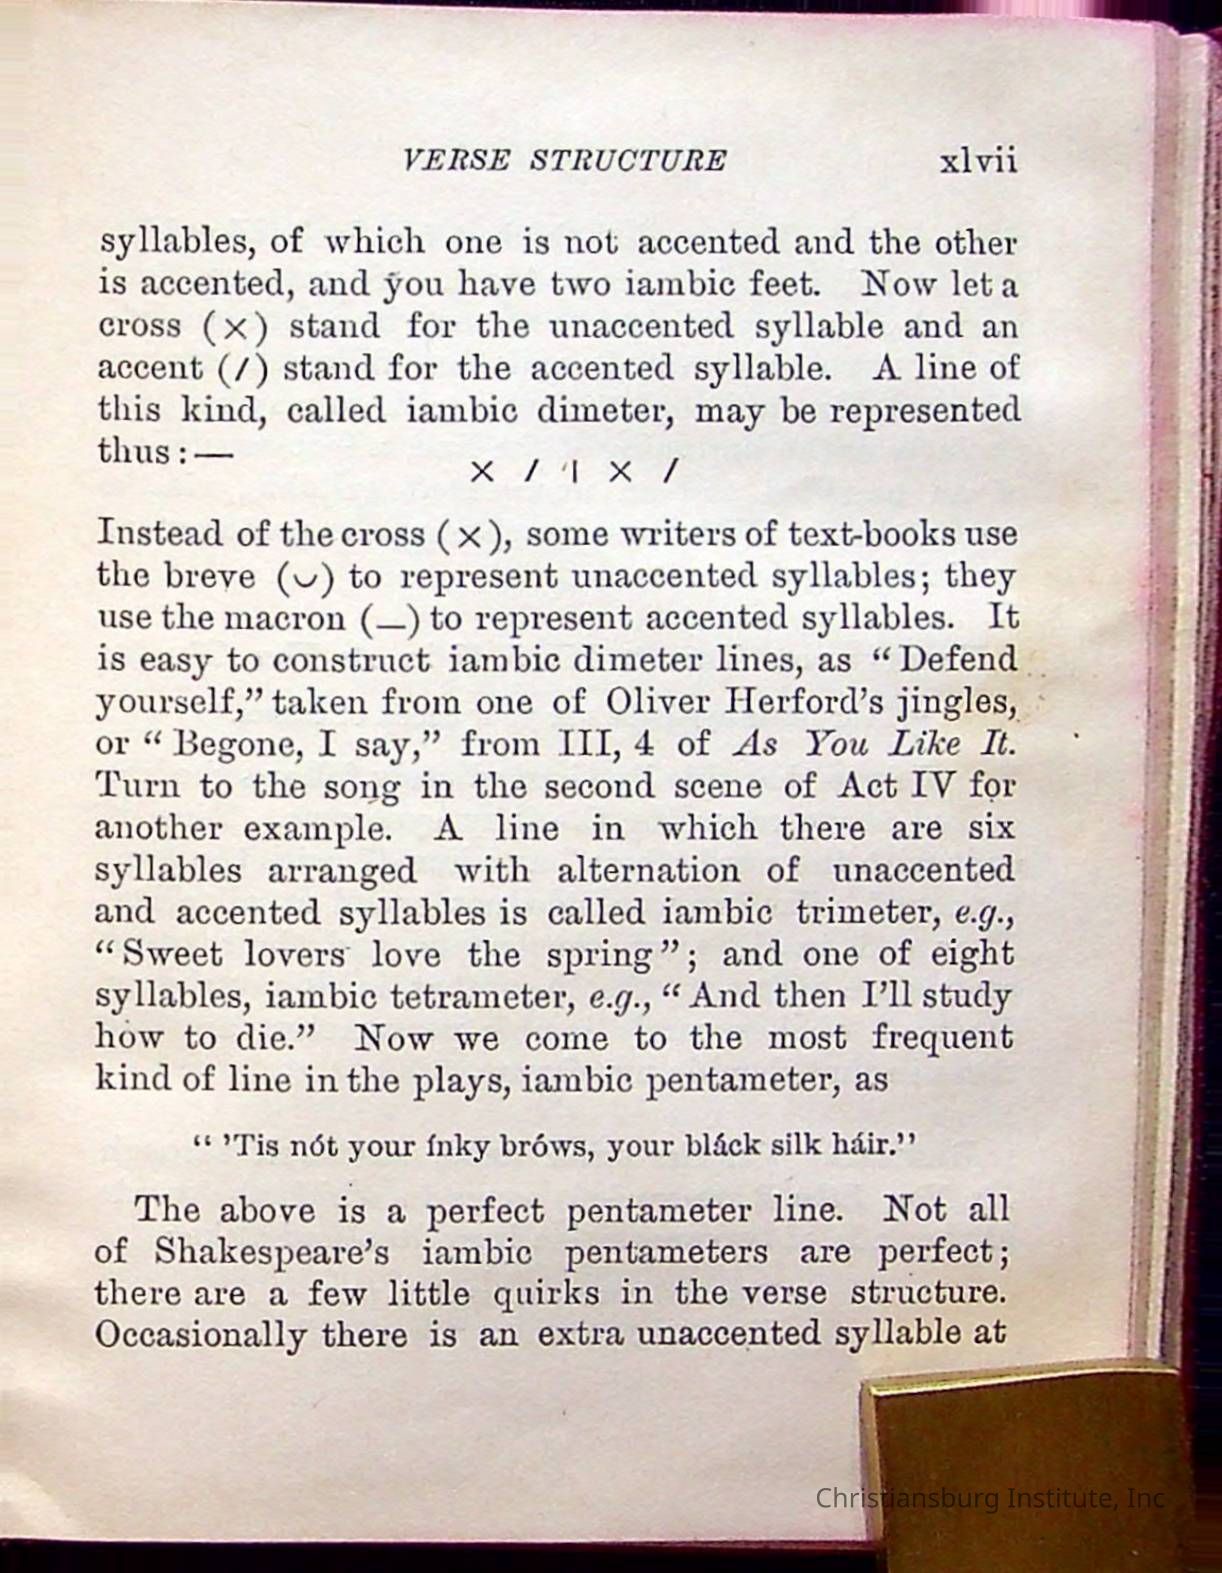 VERSE STRUCTURE xlvii
syllables, of which one is not accented and the other
is accented, and you have two iambic feet. Now let a
cross (×) stand for the unaccented syllable and an
accent (/) stand for the accented syllable. A line of
this kind, called iambic dimeter, may be represented
thus:—
× / | × /
Instead of the cross (×), some writers of text-books use
the breve (⌣) to represent unaccented syllables; they
use the macron (—) to represent accented syllables. It
is easy to construct iambic dimeter lines, as “Defend
yourself,” taken from one of Oliver Herford’s jingles,
or “Begone, I say,” from III, 4 of As You Like It.
Turn to the song in the second scene of Act IV for
another example. A line in which there are six
syllables arranged with alternation of unaccented
and accented syllables is called iambic trimeter, e.g.,
“Sweet lovers love the spring”; and one of eight
syllables, iambic tetrameter, e.g., “And then I’ll study
how to die.” Now we come to the most frequent
kind of line in the plays, iambic pentameter, as
“’Tis nót your ínky bróws, your bláck silk háir.”
The above is a perfect pentameter line. Not all
of Shakespeare’s iambic pentameters are perfect;
there are a few little quirks in the verse structure.
Occasionally there is an extra unaccented syllable at
Christiansburg Institute, Inc